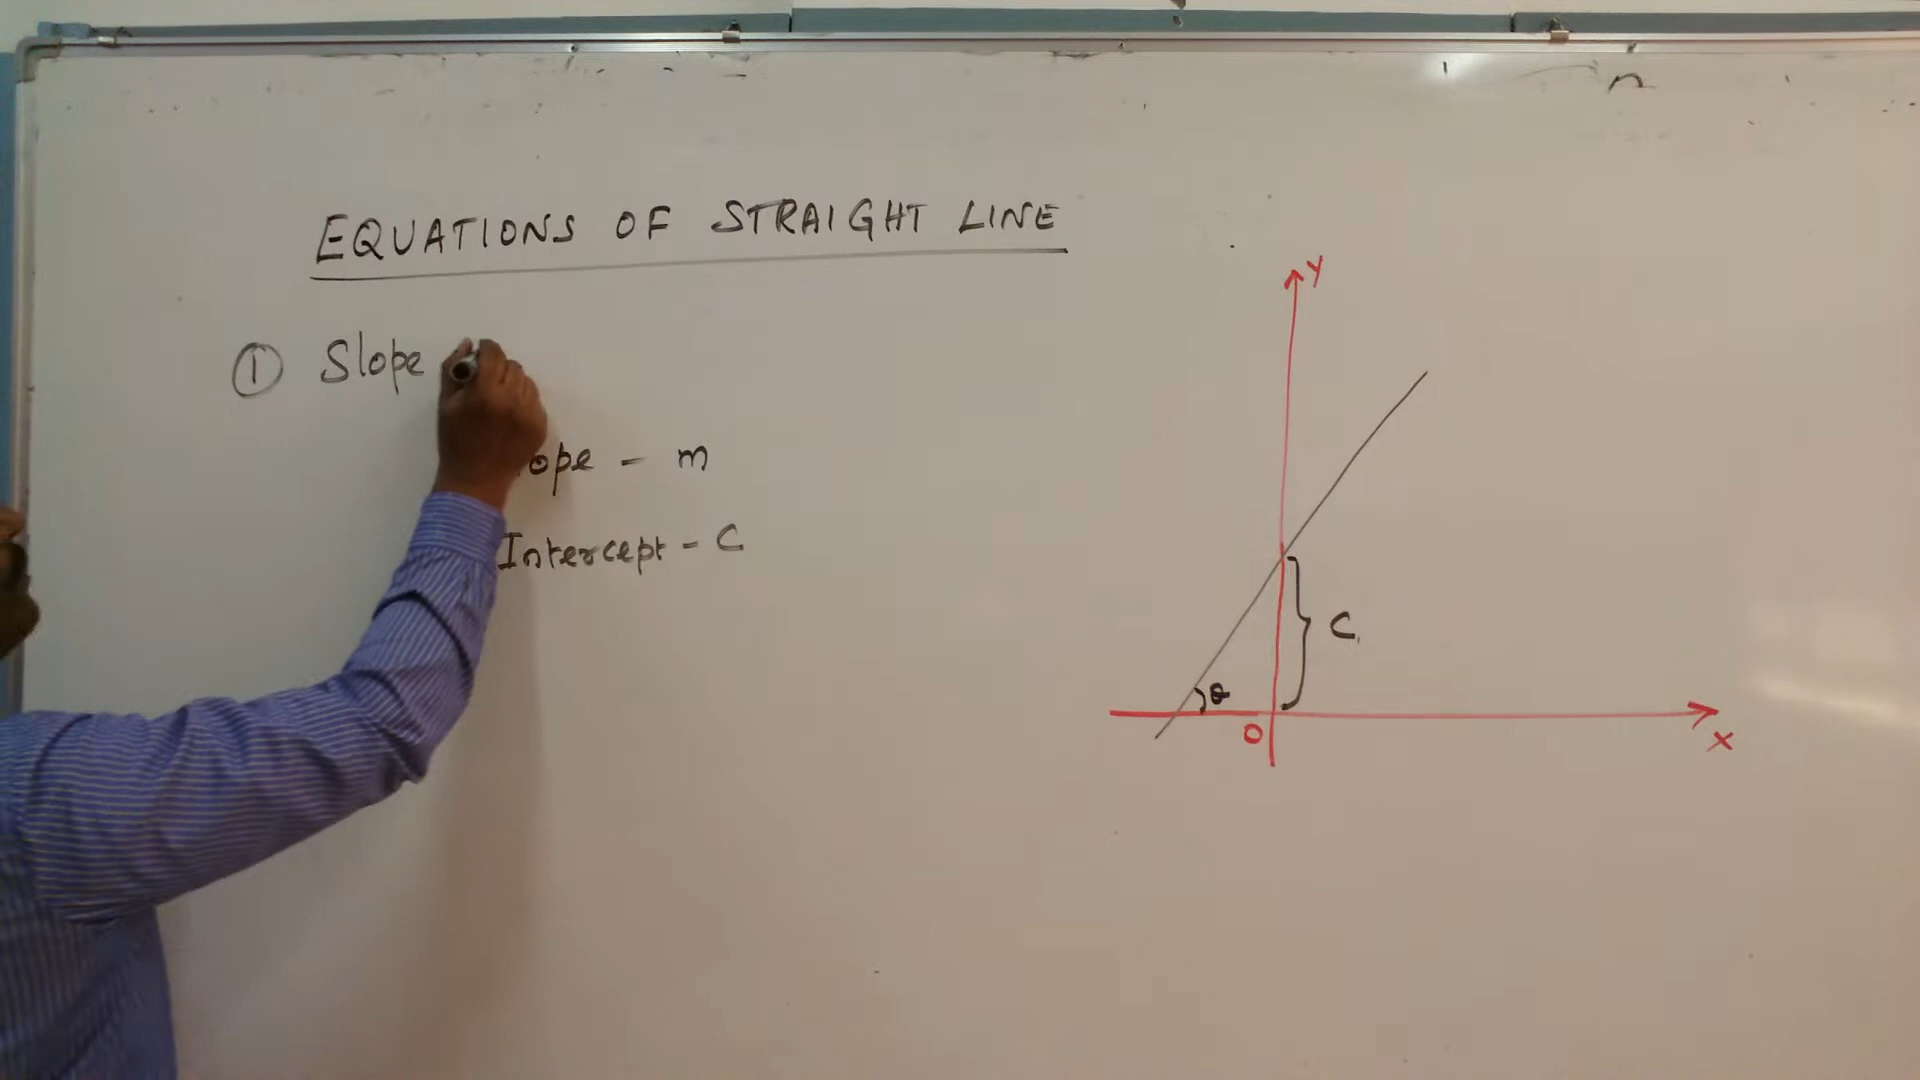 EQUATIONS OF STRAIGHT LINE
① Slope
ope - m
Intercept - C
Y
C
θ
O
X